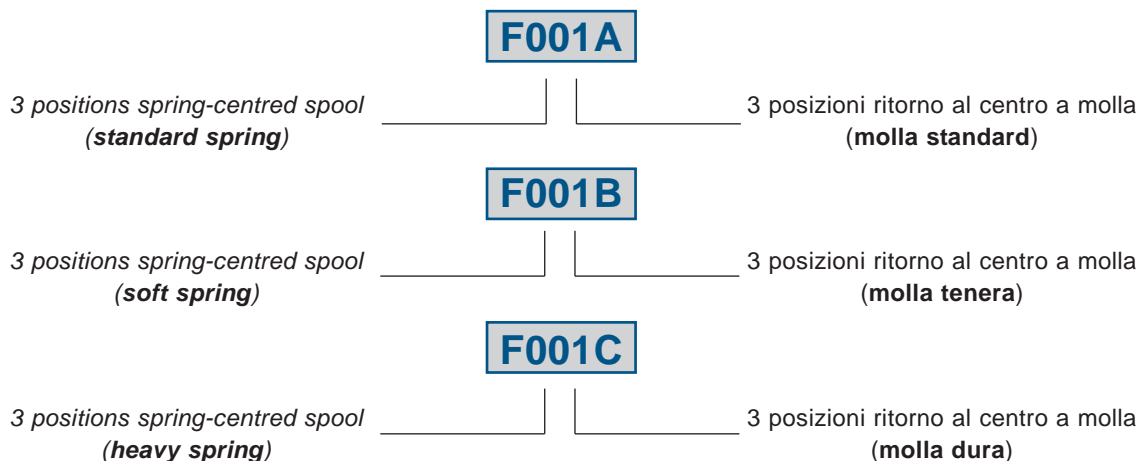 F001A
3 positions spring-centred spool
(standard spring)
3 posizioni ritorno al centro a molla
(molla standard)
F001B
3 positions spring-centred spool
(soft spring)
3 posizioni ritorno al centro a molla
(molla tenera)
F001C
3 positions spring-centred spool
(heavy spring)
3 posizioni ritorno al centro a molla
(molla dura)